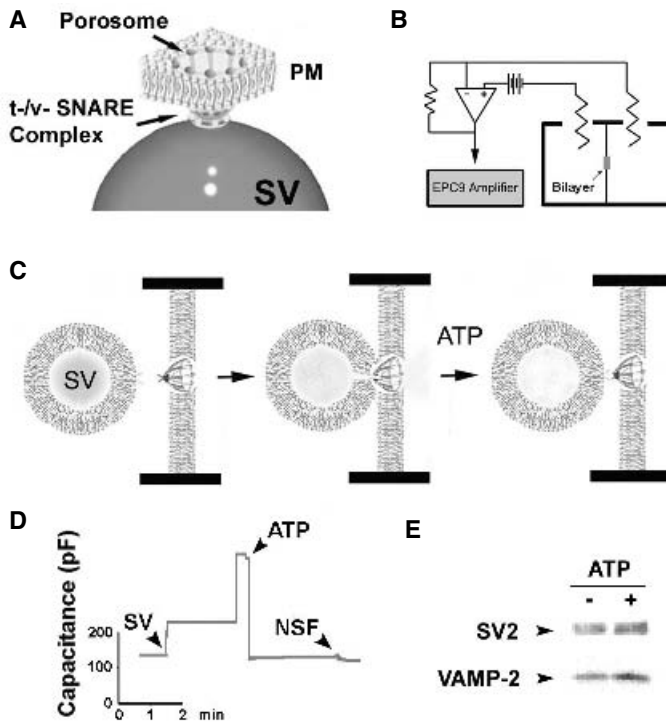 A
Porosome
PM
t-/v- SNARE
Complex
SV
B
EPC9 Amplifier
Bilayer
- +
C
SV
ATP
D
Capacitance (pF)
200
100
0
0 1 2 min
SV
ATP
NSF
E
ATP
- +
SV2
VAMP-2